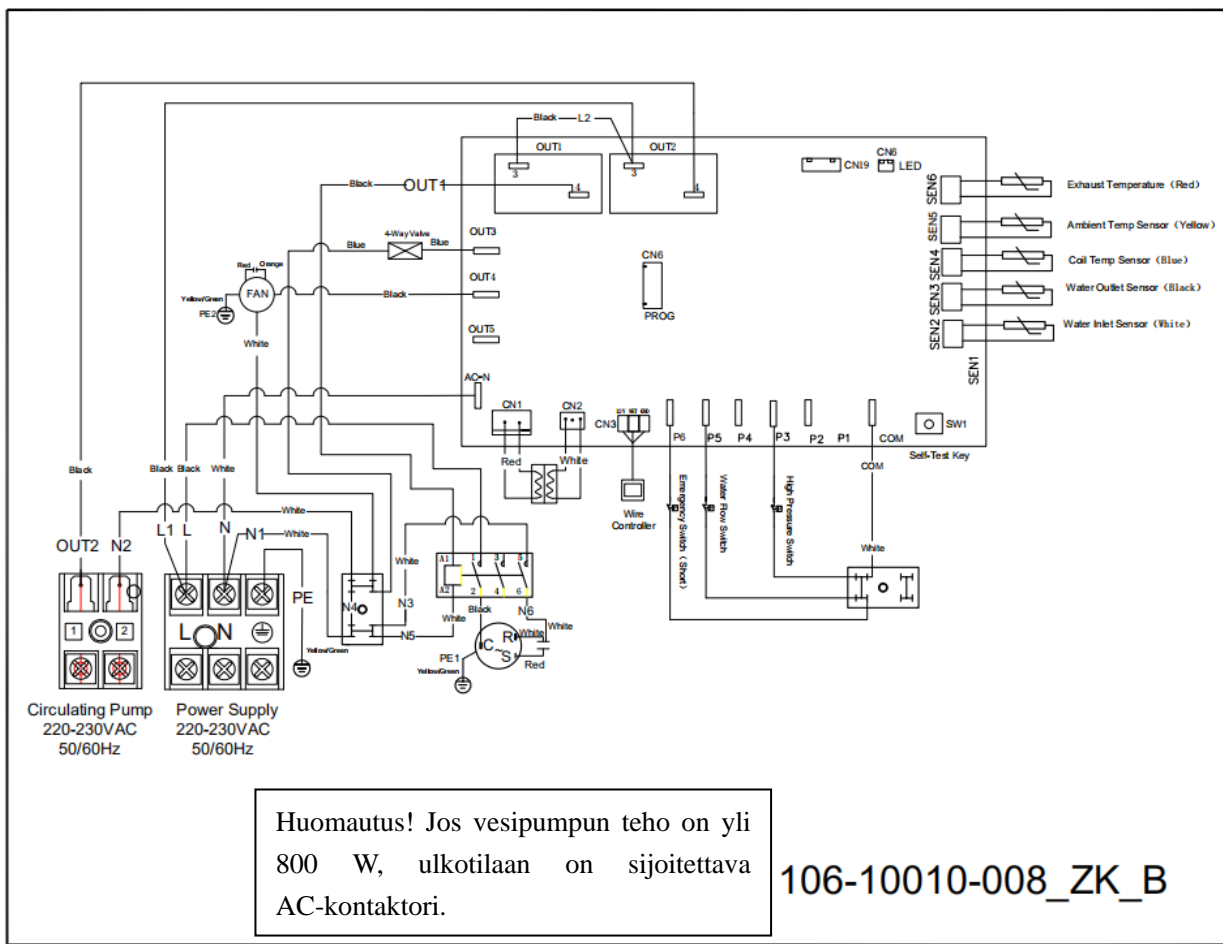 Black
L2
OUT1
OUT2
3
4
3
4
CN19
CN6
LED
SEN6
Exhaust Temperature (Red)
Black
OUT1
SEN5
Ambient Temp Sensor (Yellow)
Blue
4-Way Valve
Blue
OUT3
SEN4
Coil Temp Sensor (Blue)
CN6
PROG
Red
Orange
FAN
Yellow/Green
PE2
Black
OUT4
SEN3
Water Outlet Sensor (Black)
White
OUT5
SEN2
Water Inlet Sensor (White)
SEN1
AC-N
CN1
CN2
CN3
12V NET GND
P6
P5
P4
P3
P2
P1
COM
SW1
Self-Test Key
Red
White
Wire
Controller
Emergency Switch (Short)
Water Flow Switch
High Pressure Switch
COM
White
Black
Black
Black
White
White
L1
L
N
N1
White
OUT2
N2
PE
White
A1
1
3
5
A2
2
4
6
N4
N3
N5
White
Black
N6
White
White
C
R
S
~
Red
PE1
Yellow/Green
Yellow/Green
1
2
L
N
Circulating Pump
220-230VAC
50/60Hz
Power Supply
220-230VAC
50/60Hz
Huomautus! Jos vesipumpun teho on yli
800 W, ulkotilaan on sijoitettava
AC-kontaktori.
106-10010-008_ZK_B